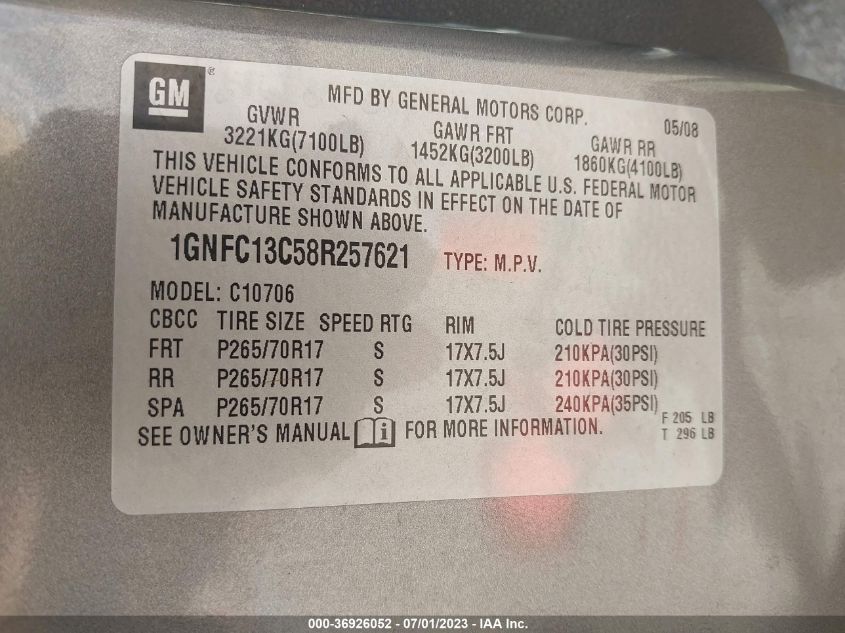 GM®
MFD BY GENERAL MOTORS CORP. 05/08
GVWR GAWR FRT GAWR RR
3221KG(7100LB) 1452KG(3200LB) 1860KG(4100LB)
THIS VEHICLE CONFORMS TO ALL APPLICABLE U.S. FEDERAL MOTOR
VEHICLE SAFETY STANDARDS IN EFFECT ON THE DATE OF
MANUFACTURE SHOWN ABOVE.
1GNFC13C58R257621 TYPE: M.P.V.
MODEL: C10706
CBCC TIRE SIZE SPEED RTG RIM COLD TIRE PRESSURE
FRT P265/70R17 S 17X7.5J 210KPA(30PSI)
RR P265/70R17 S 17X7.5J 210KPA(30PSI)
SPA P265/70R17 S 17X7.5J 240KPA(35PSI)
F 205 LB
SEE OWNER'S MANUAL i FOR MORE INFORMATION.
T 296 LB
000-36926052 - 07/01/2023 - IAA Inc.